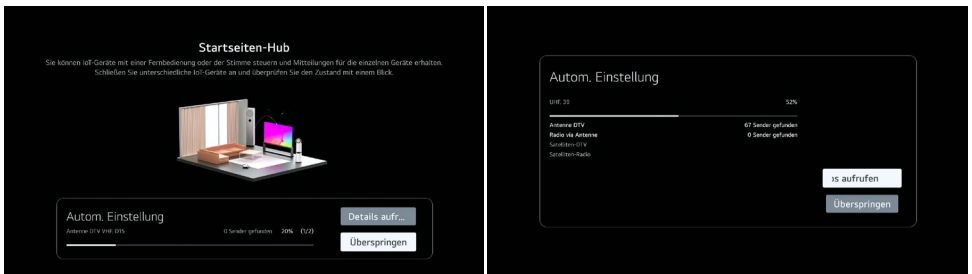 Startseiten-Hub
Sie können IoT-Geräte mit einer Fernbedienung oder der Stimme steuern und Mitteilungen für die einzelnen Geräte erhalten.
Schließen Sie unterschiedliche IoT-Geräte an und überprüfen Sie den Zustand mit einem Blick.
Autom. Einstellung
Details aufr...
Antenne DTV VHF. D15 0 Sender gefunden 20% (1/2)
Überspringen
Autom. Einstellung
UHF. 39 52%
Antenne DTV 67 Sender gefunden
Radio via Antenne 0 Sender gefunden
Satelliten-DTV
Satelliten-Radio
os aufrufen
Überspringen